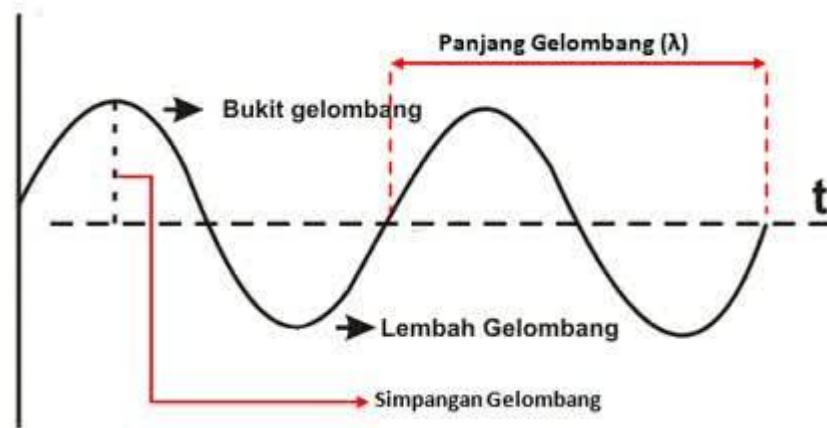 Panjang Gelombang (λ)
Bukit gelombang
t
Lembah Gelombang
Simpangan Gelombang